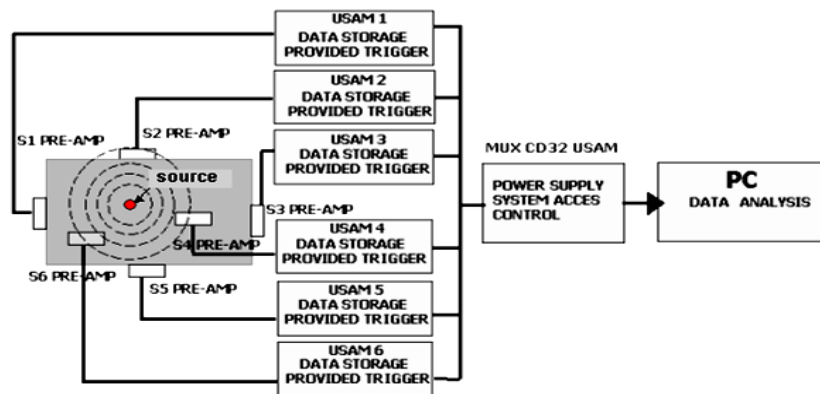 USAM 1
DATA STORAGE
PROVIDED TRIGGER
USAM 2
DATA STORAGE
PROVIDED TRIGGER
S1 PRE-AMP
S2 PRE-AMP
USAM 3
DATA STORAGE
PROVIDED TRIGGER
source
S3 PRE-AMP
S4 PRE-AMP
USAM 4
DATA STORAGE
PROVIDED TRIGGER
S6 PRE-AMP
S5 PRE-AMP
USAM 5
DATA STORAGE
PROVIDED TRIGGER
USAM 6
DATA STORAGE
PROVIDED TRIGGER
MUX CD32 USAM
POWER SUPPLY
SYSTEM ACCES
CONTROL
PC
DATA ANALYSIS